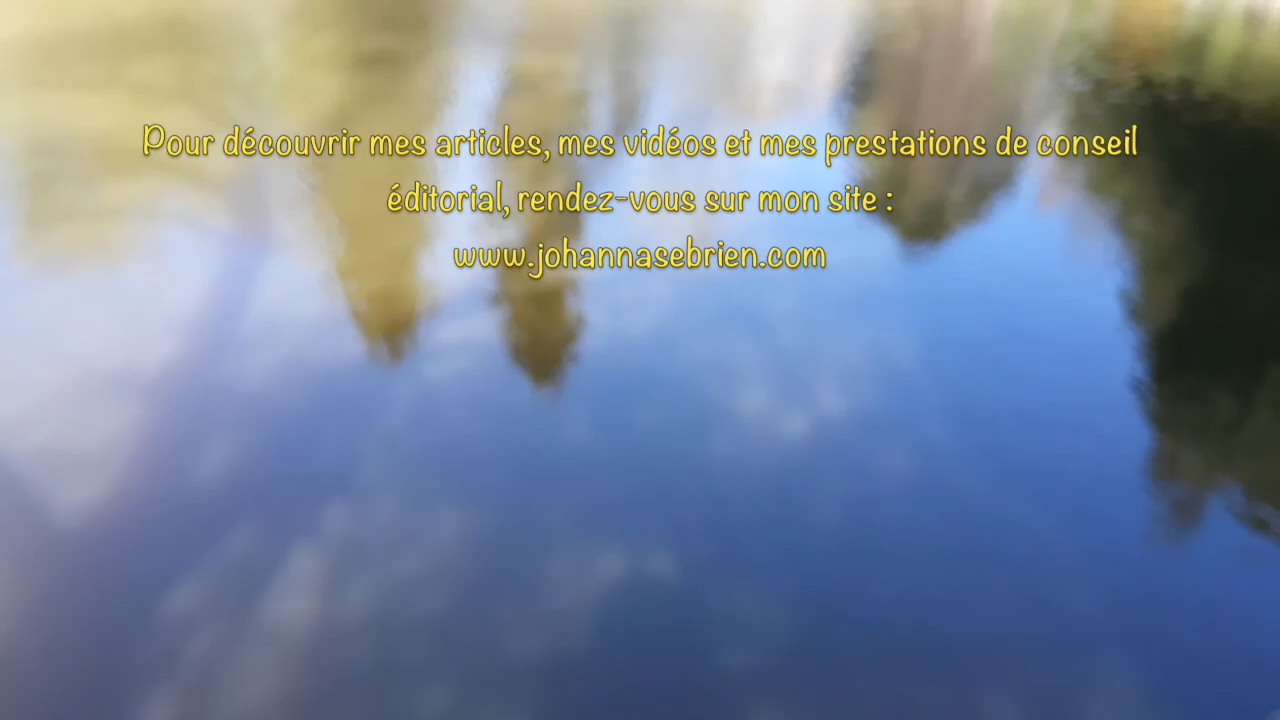 Pour découvrir mes articles, mes vidéos et mes prestations de conseil
éditorial, rendez-vous sur mon site :
www.johannasebrien.com